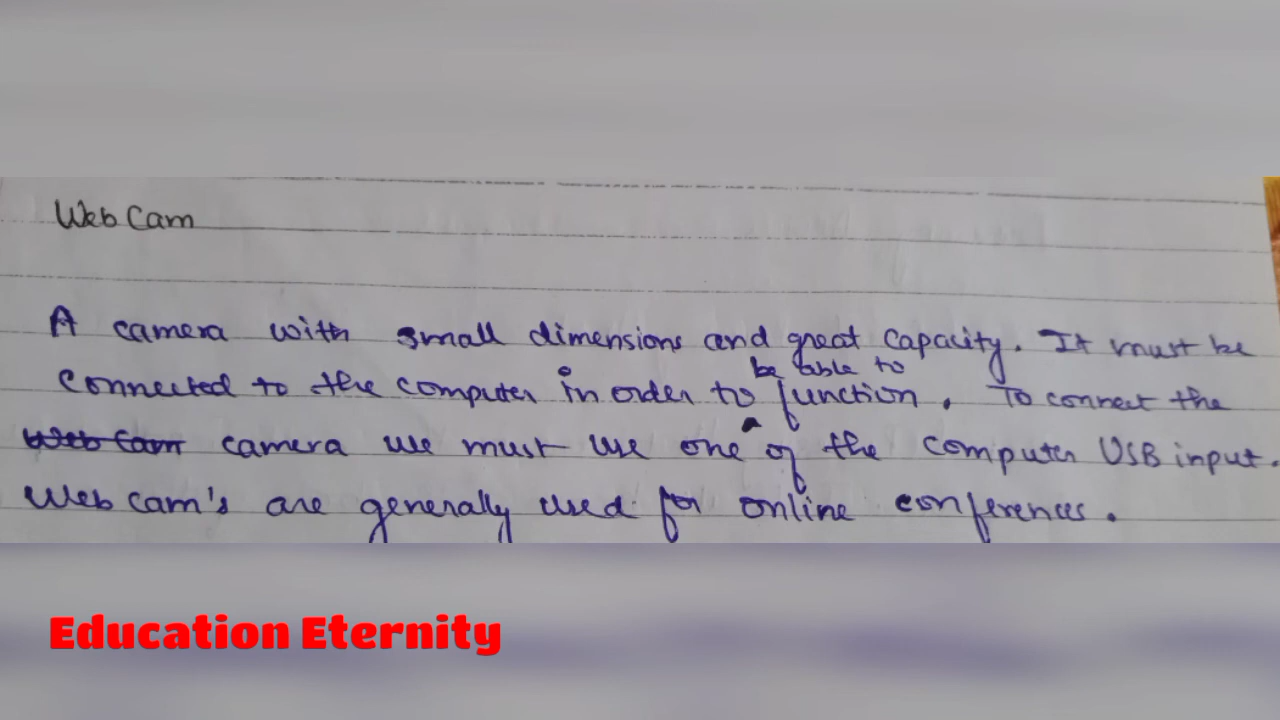 Web Cam
A camera with small dimensions and great capacity. It must be
be able to
connected to the computer in order to function. To connect the
Web Cam camera we must use one of the computer USB input.
Web Cam's are generally used for online conferences.
Education Eternity